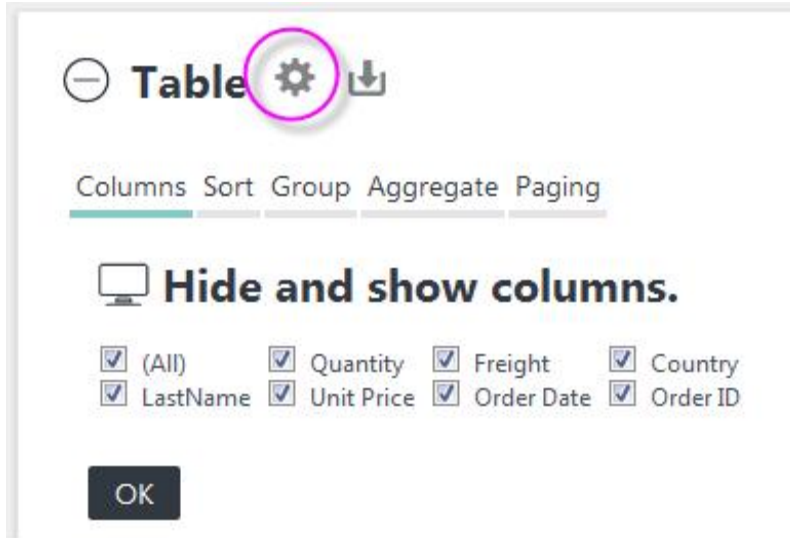 Table
Columns Sort Group Aggregate Paging
Hide and show columns.
(All) Quantity Freight Country
LastName Unit Price Order Date Order ID
OK